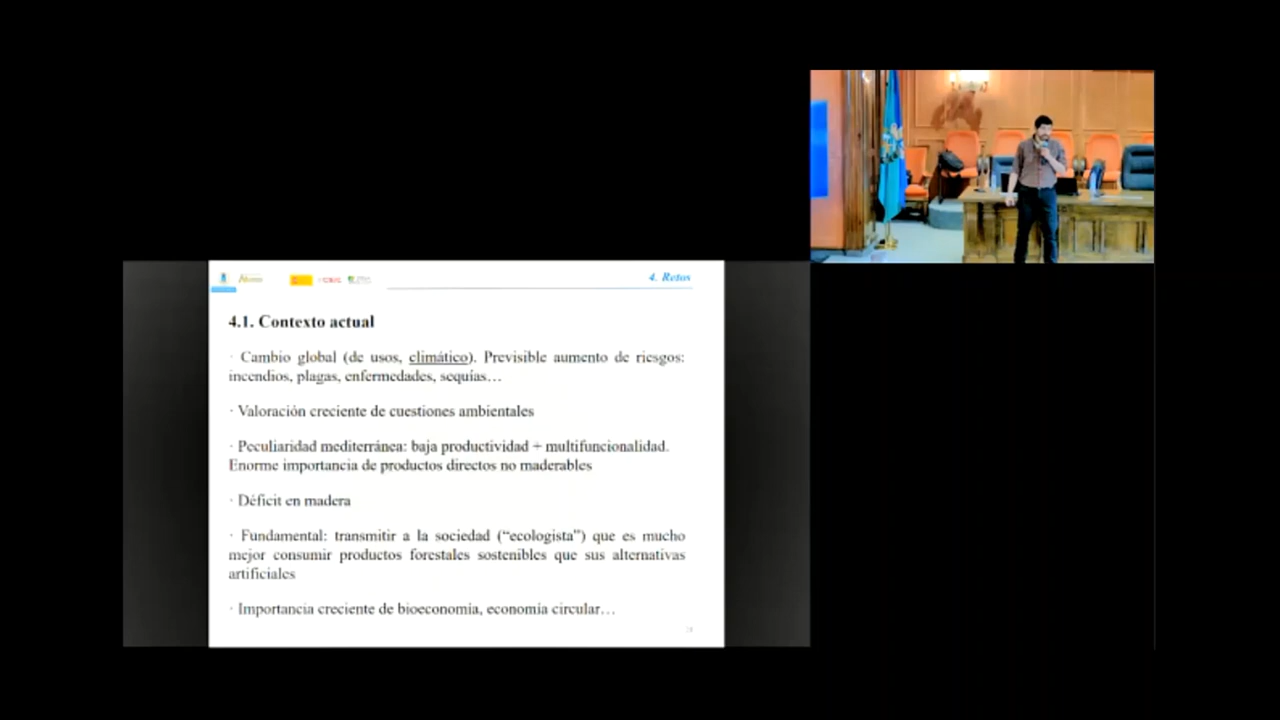 4. Retos
4.1. Contexto actual
· Cambio global (de usos, climático). Previsible aumento de riesgos:
incendios, plagas, enfermedades, sequías…
· Valoración creciente de cuestiones ambientales
· Peculiaridad mediterránea: baja productividad + multifuncionalidad.
Enorme importancia de productos directos no maderables
· Déficit en madera
· Fundamental: transmitir a la sociedad (“ecologista”) que es mucho
mejor consumir productos forestales sostenibles que sus alternativas
artificiales
· Importancia creciente de bioeconomía, economía circular…